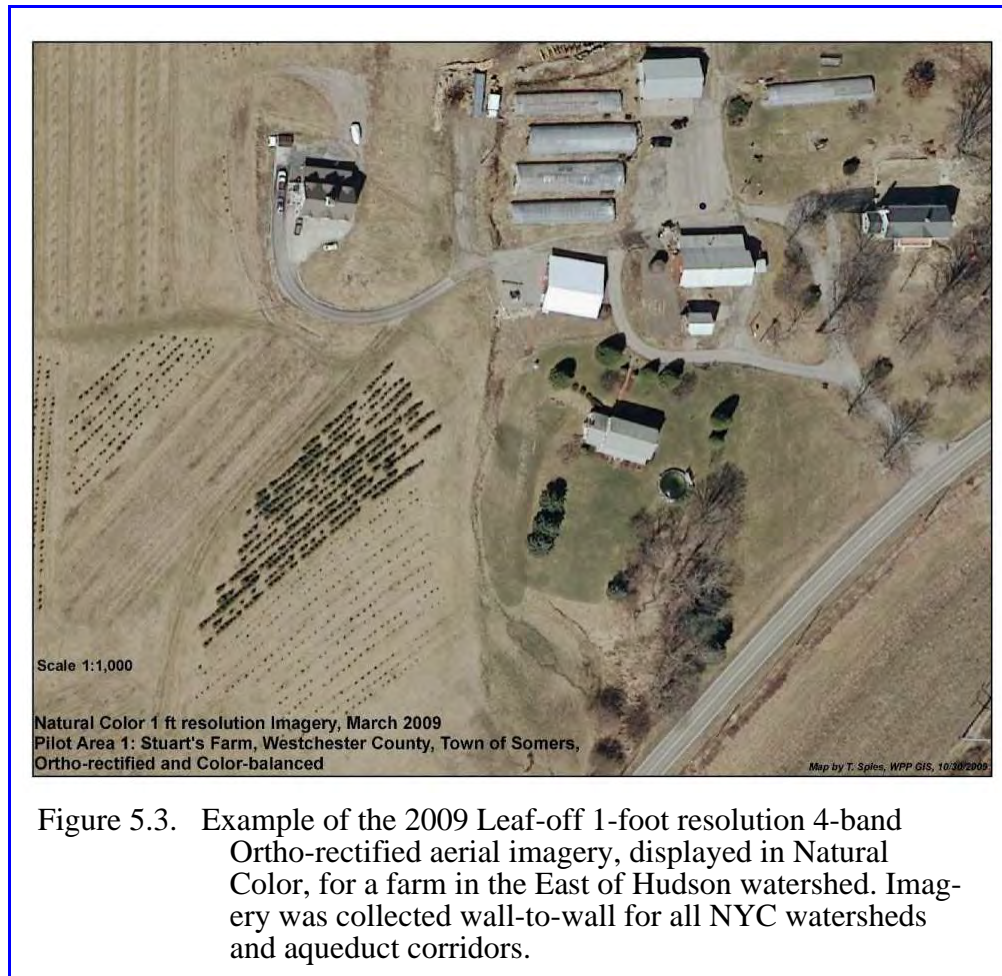 Scale 1:1,000
Natural Color 1 ft resolution Imagery, March 2009
Pilot Area 1: Stuart's Farm, Westchester County, Town of Somers,
Ortho-rectified and Color-balanced
Map by T. Spies, WPP GIS, 10/30/2009
Figure 5.3. Example of the 2009 Leaf-off 1-foot resolution 4-band
Ortho-rectified aerial imagery, displayed in Natural
Color, for a farm in the East of Hudson watershed. Imag-
ery was collected wall-to-wall for all NYC watersheds
and aqueduct corridors.